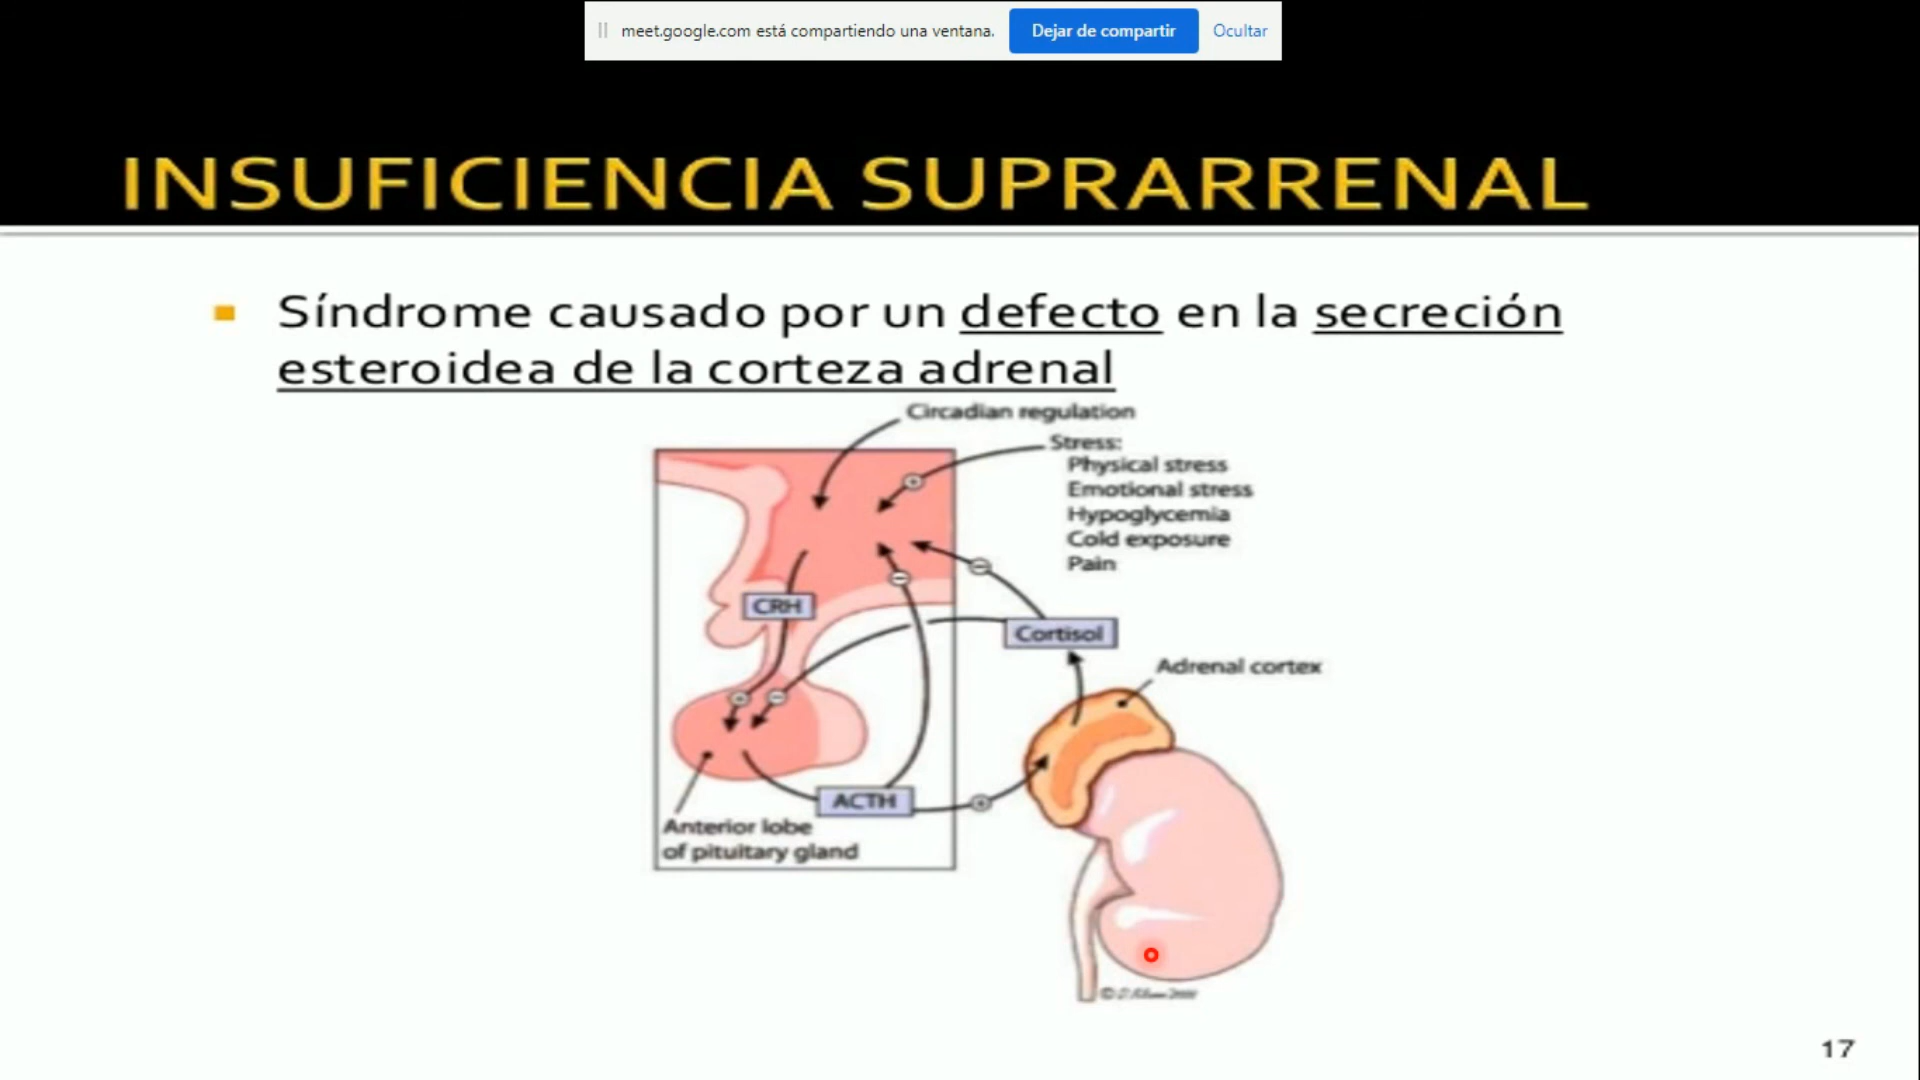 meet.google.com está compartiendo una ventana.
Dejar de compartir
Ocultar
INSUFICIENCIA SUPRARRENAL
Síndrome causado por un defecto en la secreción
esteroidea de la corteza adrenal
Circadian regulation
Stress:
Physical stress
Emotional stress
Hypoglycemia
Cold exposure
Pain
CRH
Cortisol
Adrenal cortex
ACTH
Anterior lobe
of pituitary gland
17